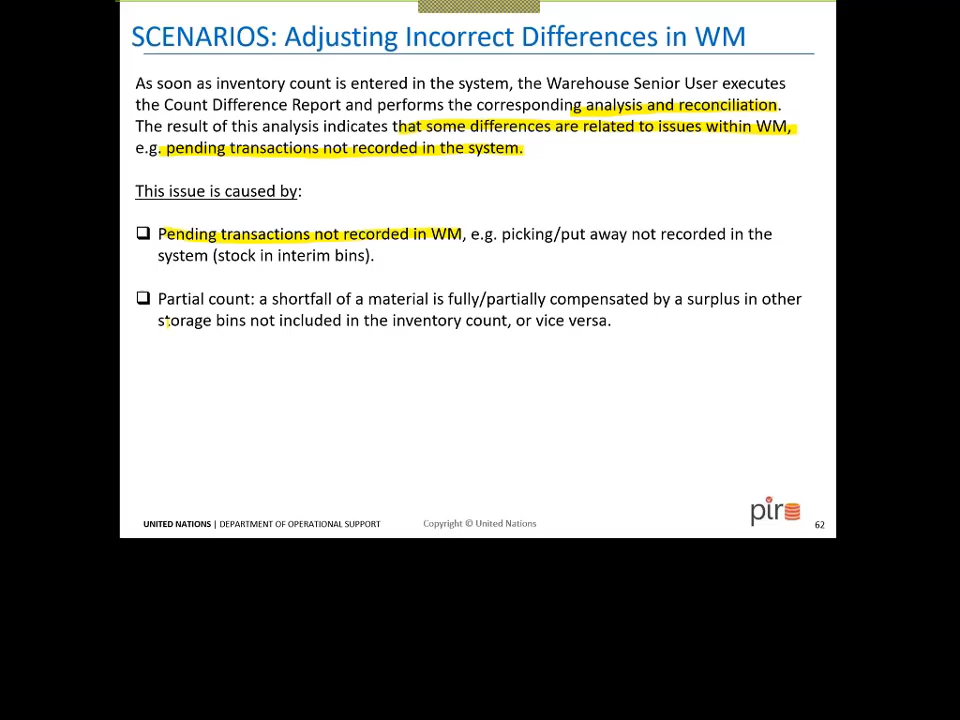 SCENARIOS: Adjusting Incorrect Differences in WM
As soon as inventory count is entered in the system, the Warehouse Senior User executes
the Count Difference Report and performs the corresponding analysis and reconciliation.
The result of this analysis indicates that some differences are related to issues within WM,
e.g. pending transactions not recorded in the system.
This issue is caused by:
Pending transactions not recorded in WM, e.g. picking/put away not recorded in the
system (stock in interim bins).
Partial count: a shortfall of a material is fully/partially compensated by a surplus in other
storage bins not included in the inventory count, or vice versa.
UNITED NATIONS | DEPARTMENT OF OPERATIONAL SUPPORT
Copyright © United Nations
pir
62